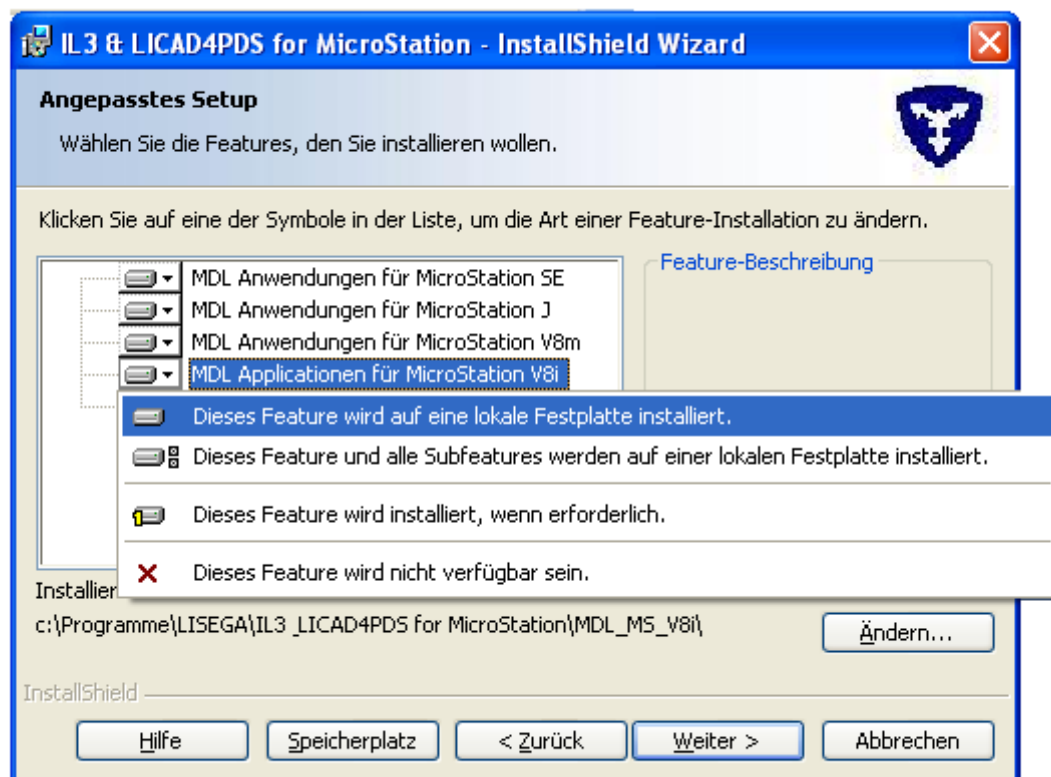 IL3 & LICAD4PDS for MicroStation - InstallShield Wizard
Angepasstes Setup
Wählen Sie die Features, den Sie installieren wollen.
Klicken Sie auf eine der Symbole in der Liste, um die Art einer Feature-Installation zu ändern.
Feature-Beschreibung
MDL Anwendungen für MicroStation SE
MDL Anwendungen für MicroStation J
MDL Anwendungen für MicroStation V8m
MDL Applicationen für MicroStation V8i
Dieses Feature wird auf eine lokale Festplatte installiert.
Dieses Feature und alle Subfeatures werden auf einer lokalen Festplatte installiert.
Dieses Feature wird installiert, wenn erforderlich.
Dieses Feature wird nicht verfügbar sein.
Installier
c:\Programme\LISEGA\IL3 _LICAD4PDS for MicroStation\MDL_MS_V8i\
Ändern...
InstallShield
Hilfe
Speicherplatz
< Zurück
Weiter >
Abbrechen